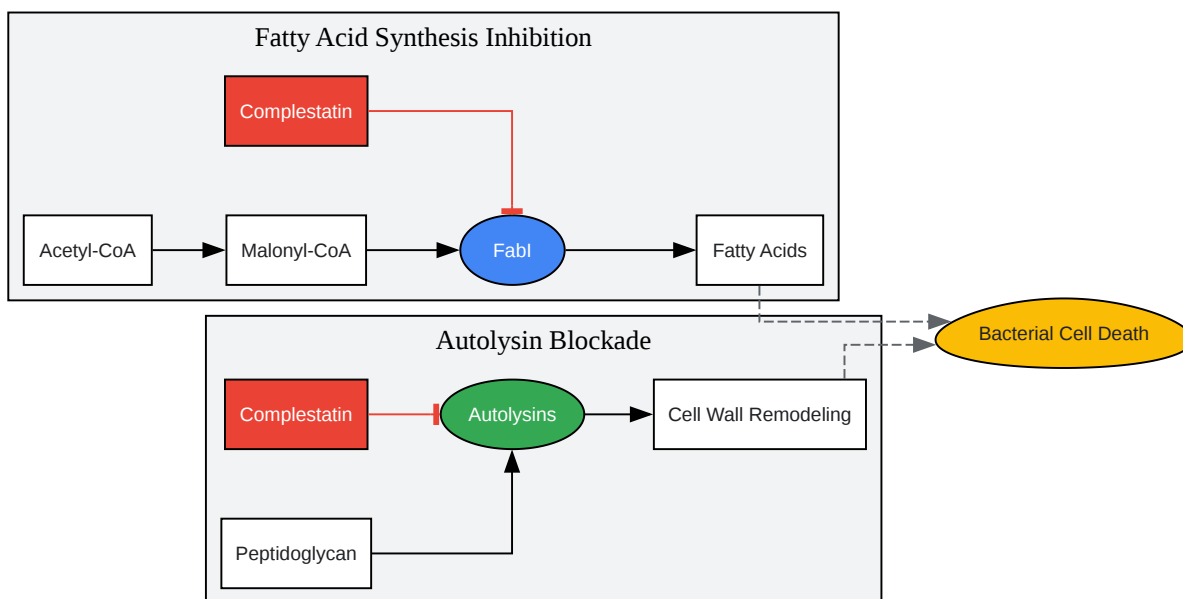 Fatty Acid Synthesis Inhibition
Complestatin
Acetyl-CoA
Malonyl-CoA
FabI
Fatty Acids
Bacterial Cell Death
Autolysin Blockade
Complestatin
Autolysins
Cell Wall Remodeling
Peptidoglycan